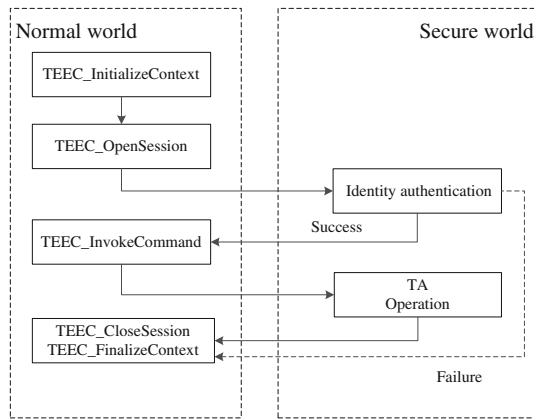 Normal world
Secure world
TEEC_InitializeContext
TEEC_OpenSession
Identity authentication
Success
TEEC_InvokeCommand
TA
Operation
TEEC_CloseSession
TEEC_FinalizeContext
Failure